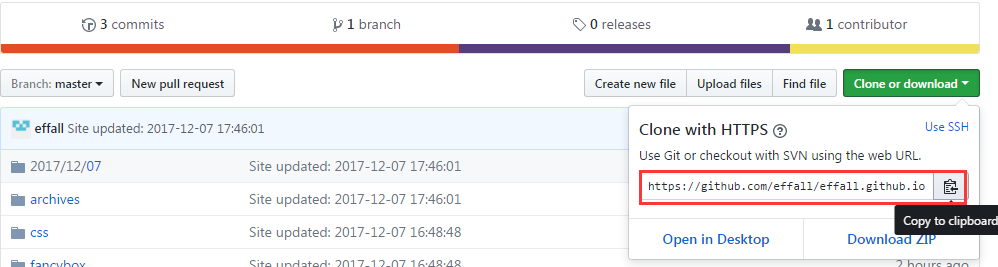 3 commits 1 branch 0 releases 1 contributor
Branch: master New pull request Create new file Upload files Find file Clone or download
effall Site updated: 2017-12-07 17:46:01
Clone with HTTPS ? Use SSH
Use Git or checkout with SVN using the web URL.
2017/12/07 Site updated: 2017-12-07 17:46:01
https://github.com/effall/effall.github.io
archives Site updated: 2017-12-07 17:46:01
Copy to clipboard
css Site updated: 2017-12-07 16:48:48
Open in Desktop Download ZIP
fancybox Site updated: 2017-12-07 16:48:48 2 hours ago